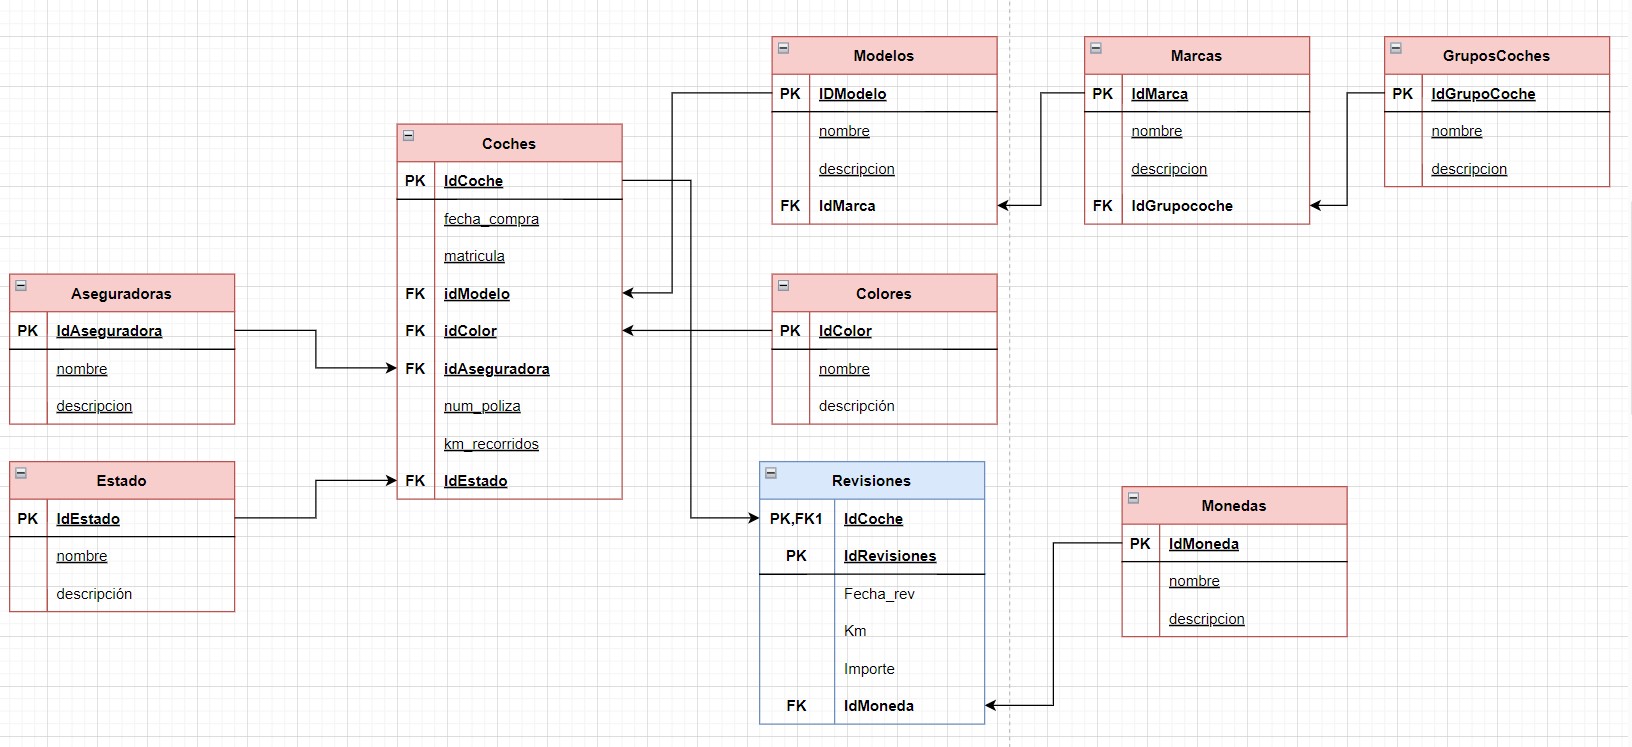 Modelos
PK IDModelo
nombre
descripcion
FK IdMarca
Marcas
PK IdMarca
nombre
descripcion
FK IdGrupocoche
GruposCoches
PK IdGrupoCoche
nombre
descripcion
Coches
PK IdCoche
fecha_compra
matricula
FK idModelo
FK idColor
FK idAseguradora
num_poliza
km_recorridos
FK IdEstado
Aseguradoras
PK IdAseguradora
nombre
descripcion
Colores
PK IdColor
nombre
descripción
Estado
PK IdEstado
nombre
descripción
Revisiones
PK,FK1 IdCoche
PK IdRevisiones
Fecha_rev
Km
Importe
FK IdMoneda
Monedas
PK IdMoneda
nombre
descripcion